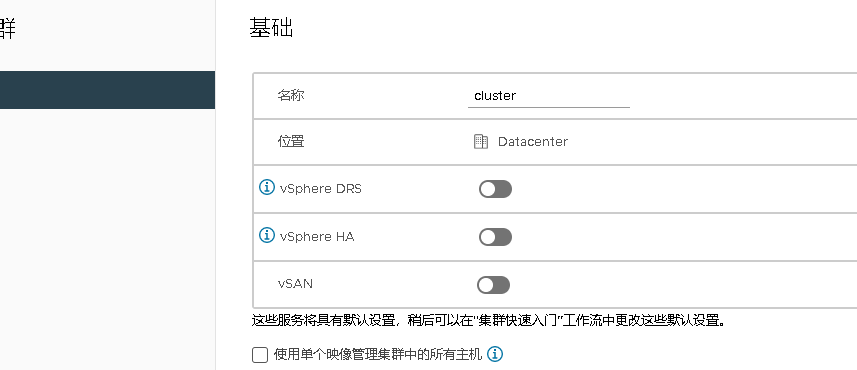 群
基础
名称 cluster
位置 Datacenter
vSphere DRS
vSphere HA
vSAN
这些服务将具有默认设置，稍后可以在“集群快速入门”工作流中更改这些默认设置。
使用单个映像管理集群中的所有主机